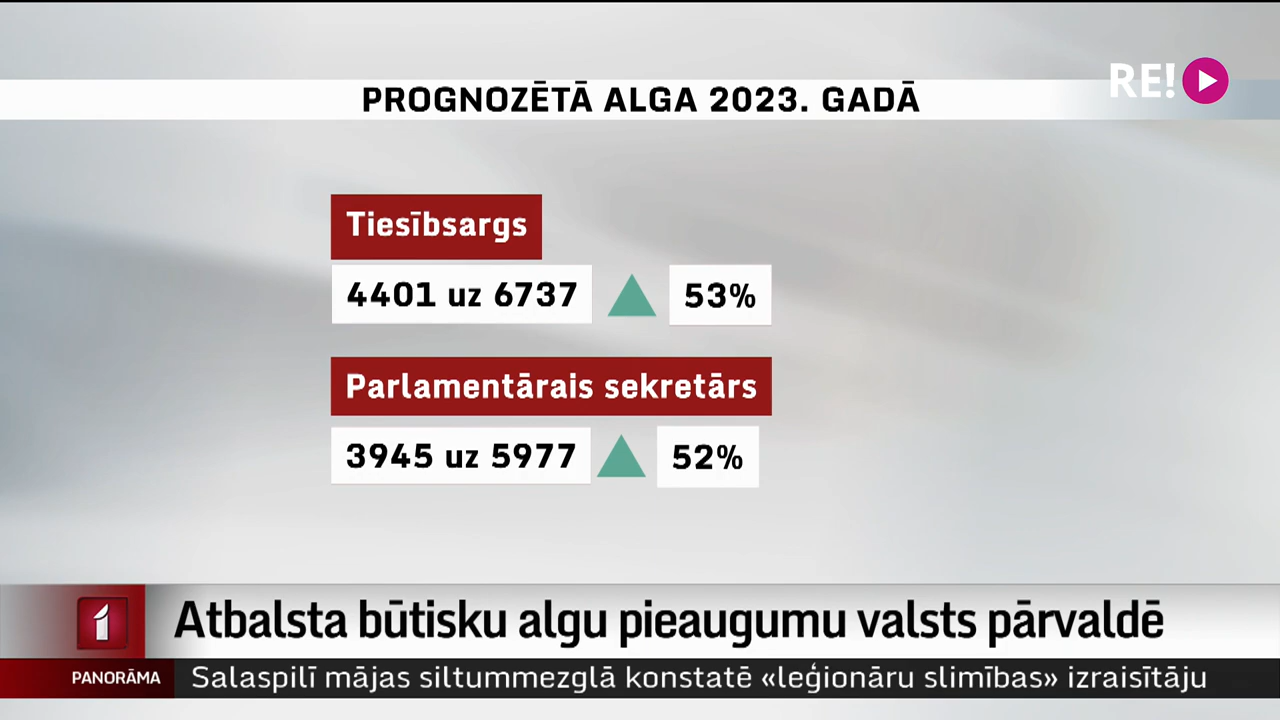 RE!
PROGNOZĒTĀ ALGA 2023. GADĀ
Tiesībsargs
4401 uz 6737 53%
Parlamentārais sekretārs
3945 uz 5977 52%
1 Atbalsta būtisku algu pieaugumu valsts pārvaldē
PANORĀMA Salaspilī mājas siltummezglā konstatē «leģionāru slimības» izraisītāju